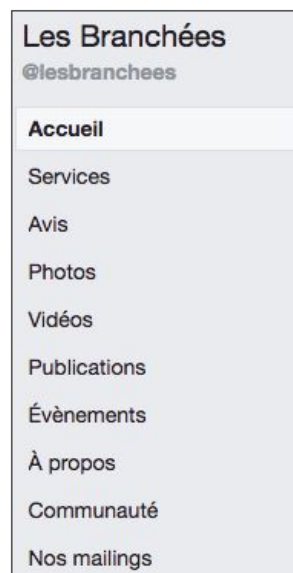 Les Branchées
@lesbranchees
Accueil
Services
Avis
Photos
Vidéos
Publications
Évènements
À propos
Communauté
Nos mailings